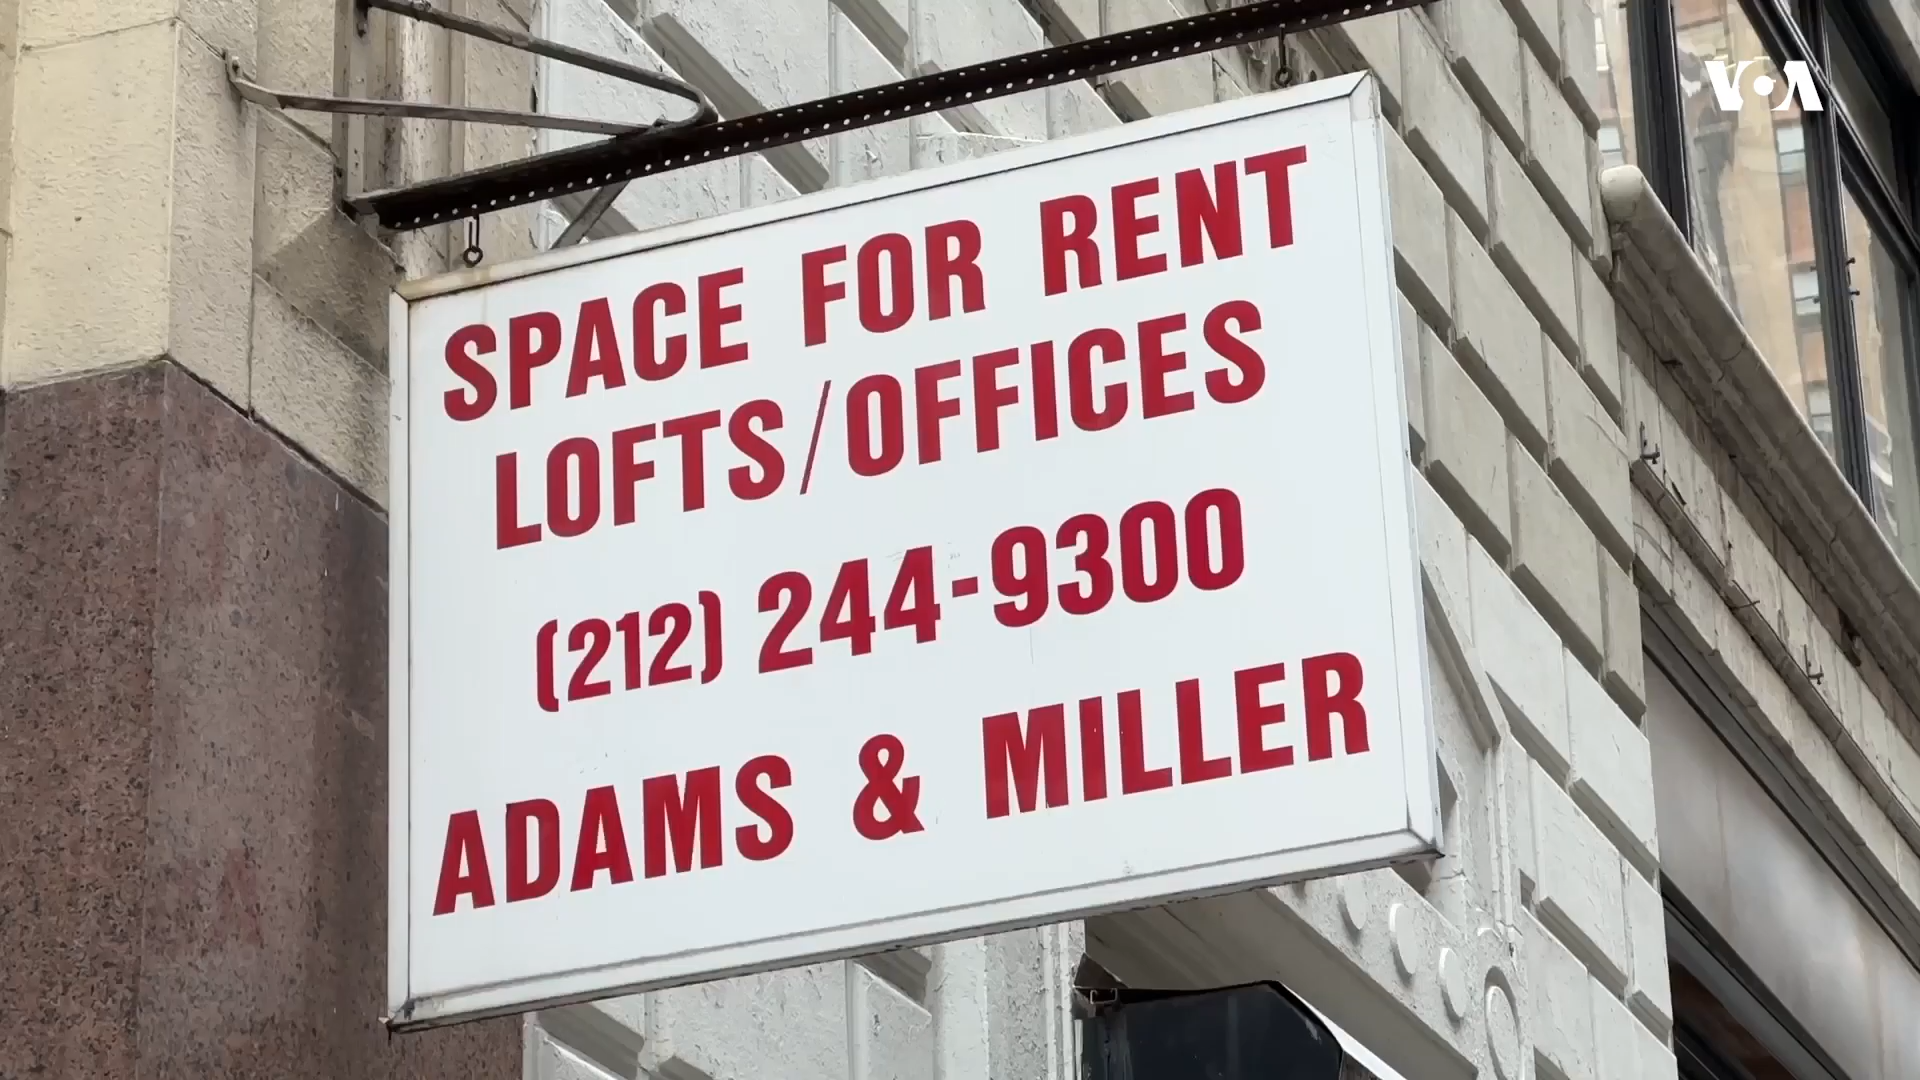 VOA
SPACE FOR RENT
LOFTS/OFFICES
(212) 244-9300
ADAMS & MILLER